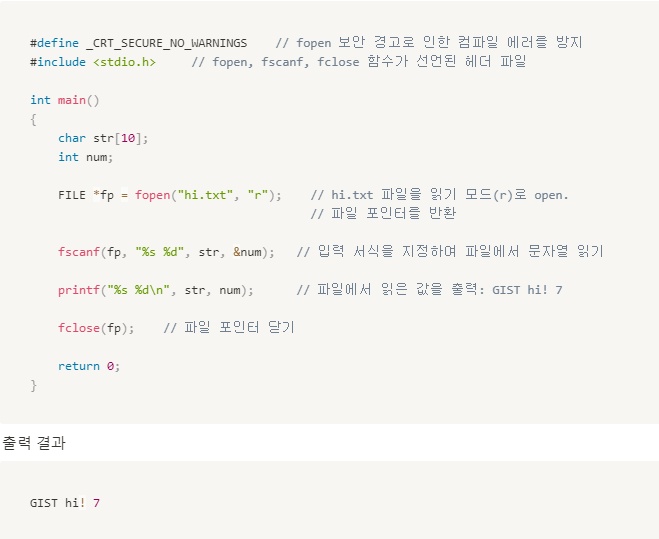 #define _CRT_SECURE_NO_WARNINGS    // fopen 보안 경고로 인한 컴파일 에러를 방지
#include <stdio.h>     // fopen, fscanf, fclose 함수가 선언된 헤더 파일
int main()
{
    char str[10];
    int num;
    FILE *fp = fopen("hi.txt", "r");    // hi.txt 파일을 읽기 모드(r)로 open.
                                        // 파일 포인터를 반환
    fscanf(fp, "%s %d", str, &num);   // 입력 서식을 지정하여 파일에서 문자열 읽기
    printf("%s %d\n", str, num);      // 파일에서 읽은 값을 출력: GIST hi! 7
    fclose(fp);    // 파일 포인터 닫기
    return 0;
}
출력 결과
GIST hi! 7